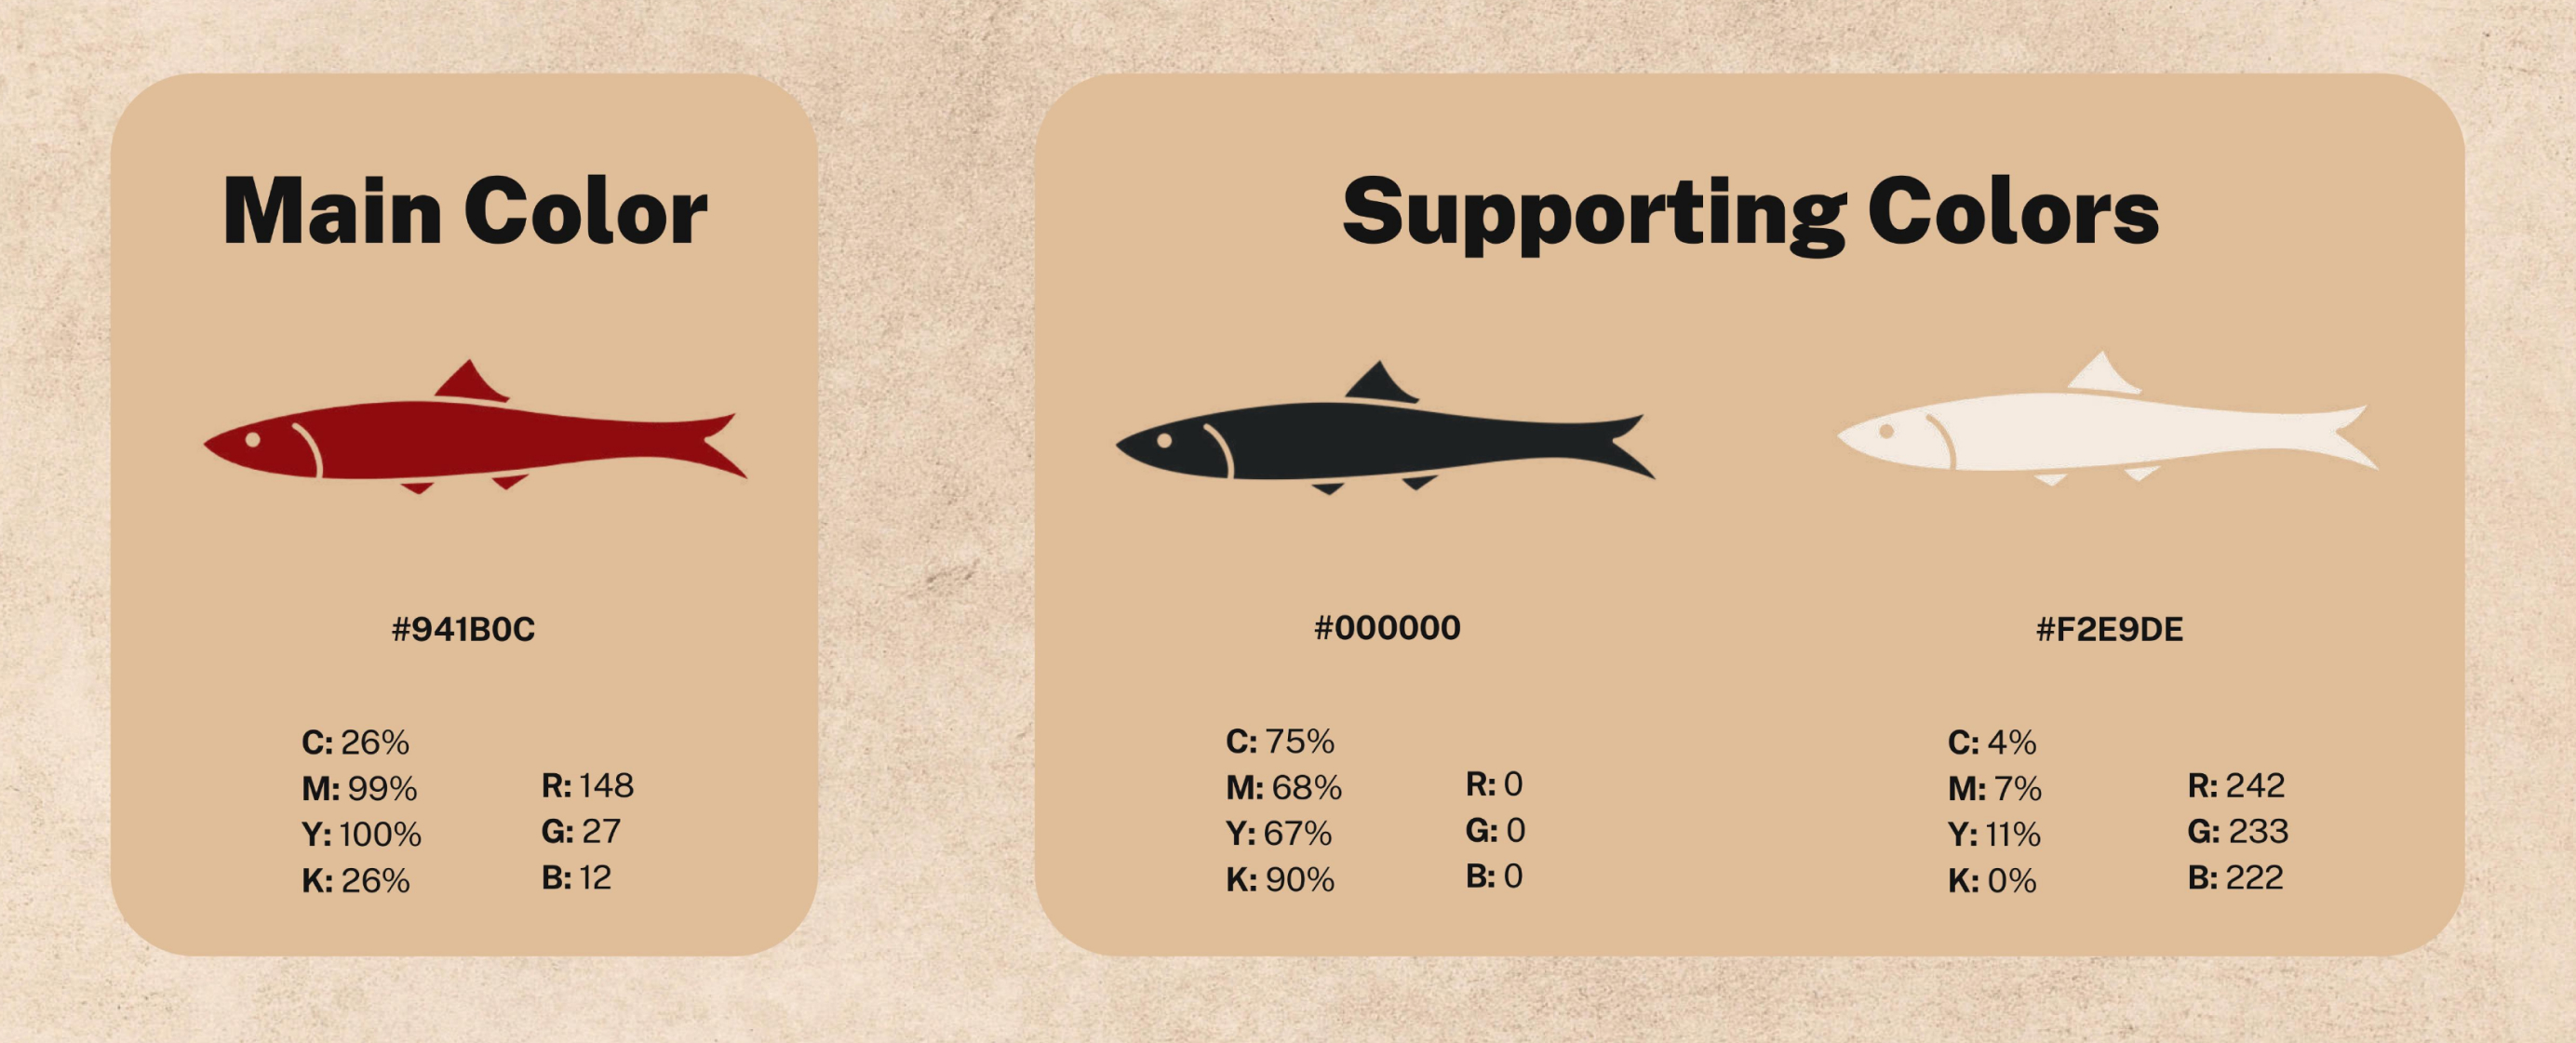 Main Color
#941B0C
C: 26%
M: 99%
Y: 100%
K: 26%
R: 148
G: 27
B: 12
Supporting Colors
#000000
C: 75%
M: 68%
Y: 67%
K: 90%
R: 0
G: 0
B: 0
#F2E9DE
C: 4%
M: 7%
Y: 11%
K: 0%
R: 242
G: 233
B: 222